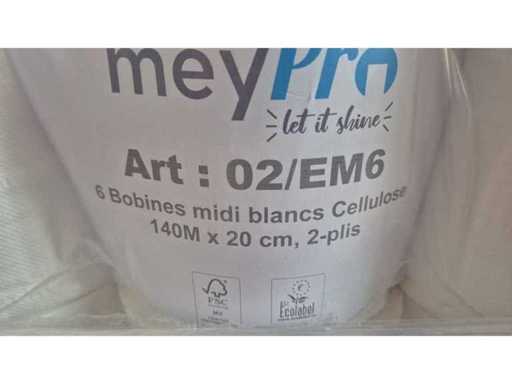 meyPro
let it shine
Art : 02/EM6
6 Bobines midi blancs Cellulose
140M x 20 cm, 2-plis
FSC
Ecolabel